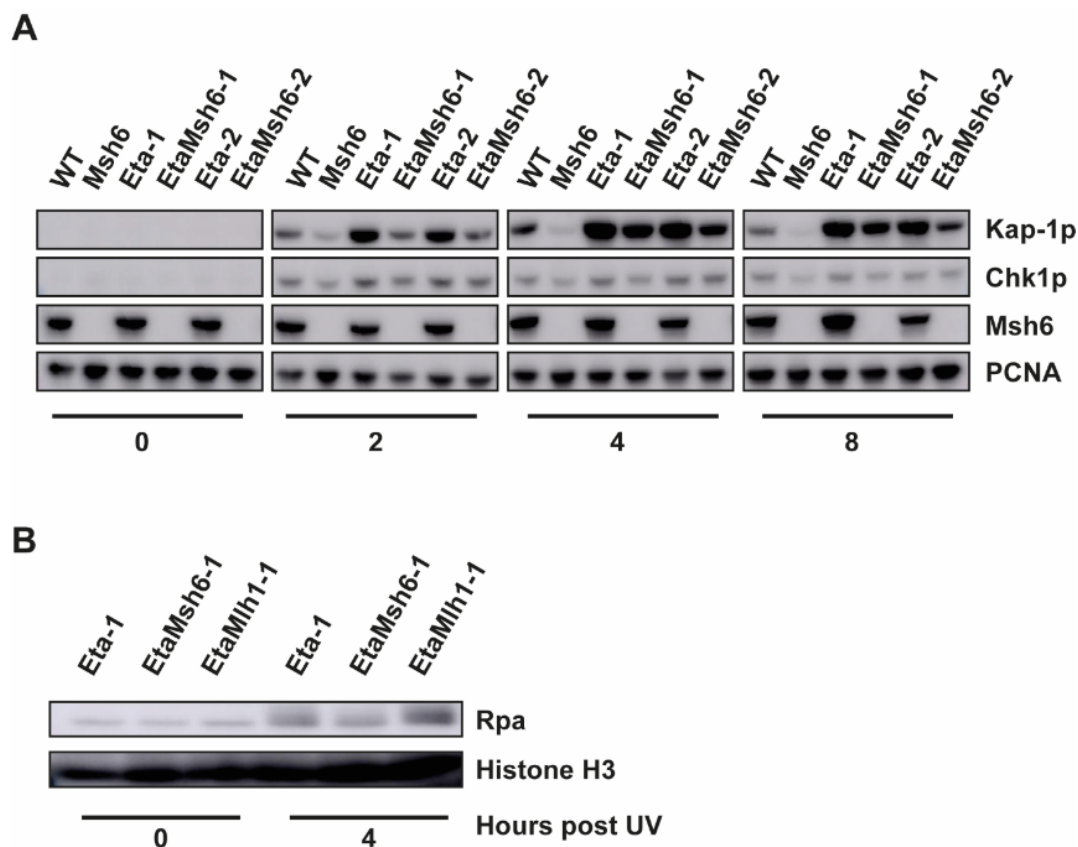 A
WT Msh6 Eta-1 EtaMsh6-1 Eta-2 EtaMsh6-2 WT Msh6 Eta-1 EtaMsh6-1 Eta-2 EtaMsh6-2 WT Msh6 Eta-1 EtaMsh6-1 Eta-2 EtaMsh6-2 WT Msh6 Eta-1 EtaMsh6-1 Eta-2 EtaMsh6-2
Kap-1p
Chk1p
Msh6
PCNA
0 2 4 8
B
Eta-1 EtaMsh6-1 EtaMlh1-1 Eta-1 EtaMsh6-1 EtaMlh1-1
Rpa
Histone H3
0 4 Hours post UV